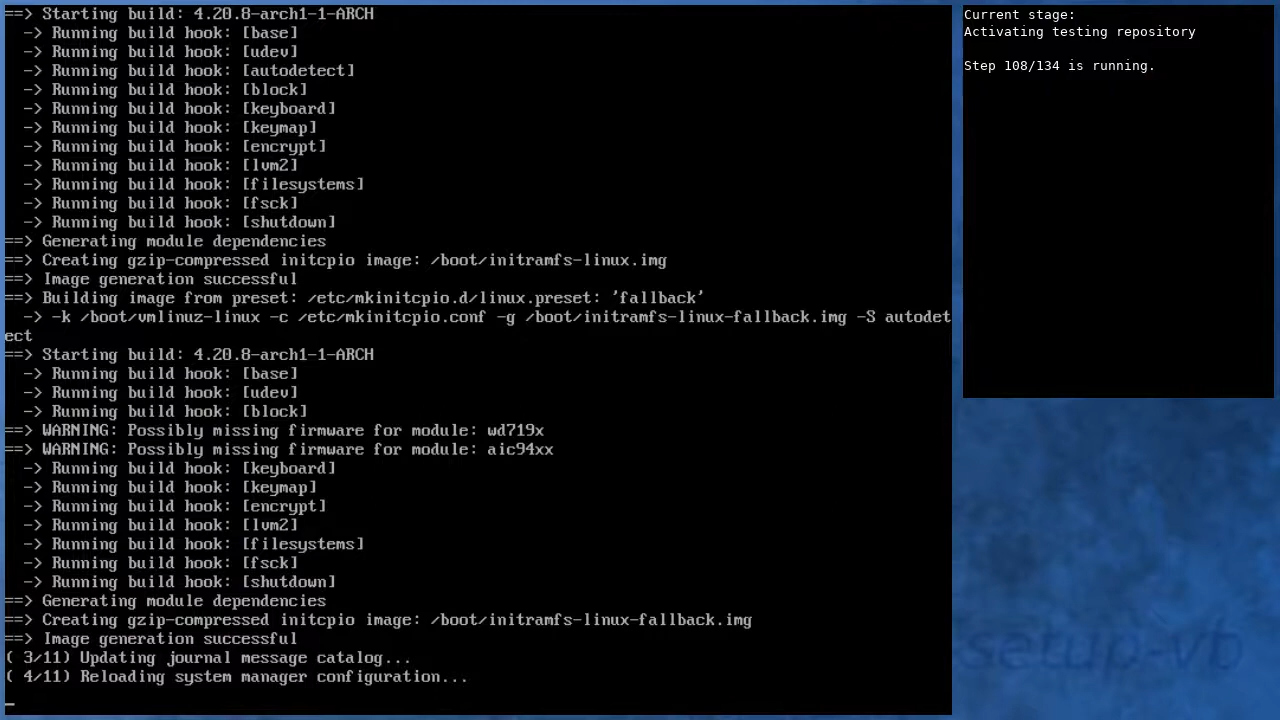 ==> Starting build: 4.20.8-arch1-1-ARCH
  -> Running build hook: [base]
  -> Running build hook: [udev]
  -> Running build hook: [autodetect]
  -> Running build hook: [block]
  -> Running build hook: [keyboard]
  -> Running build hook: [keymap]
  -> Running build hook: [encrypt]
  -> Running build hook: [lvm2]
  -> Running build hook: [filesystems]
  -> Running build hook: [fsck]
  -> Running build hook: [shutdown]
==> Generating module dependencies
==> Creating gzip-compressed initcpio image: /boot/initramfs-linux.img
==> Image generation successful
==> Building image from preset: /etc/mkinitcpio.d/linux.preset: 'fallback'
  -> -k /boot/vmlinuz-linux -c /etc/mkinitcpio.conf -g /boot/initramfs-linux-fallback.img -S autodet
ect
==> Starting build: 4.20.8-arch1-1-ARCH
  -> Running build hook: [base]
  -> Running build hook: [udev]
  -> Running build hook: [block]
==> WARNING: Possibly missing firmware for module: wd719x
==> WARNING: Possibly missing firmware for module: aic94xx
  -> Running build hook: [keyboard]
  -> Running build hook: [keymap]
  -> Running build hook: [encrypt]
  -> Running build hook: [lvm2]
  -> Running build hook: [filesystems]
  -> Running build hook: [fsck]
  -> Running build hook: [shutdown]
==> Generating module dependencies
==> Creating gzip-compressed initcpio image: /boot/initramfs-linux-fallback.img
==> Image generation successful
( 3/11) Updating journal message catalog...
( 4/11) Reloading system manager configuration...
_
Current stage:
Activating testing repository
Step 108/134 is running.
setup-vb